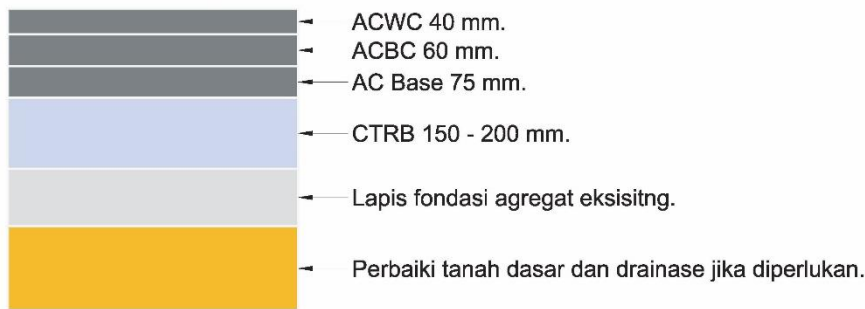 ACWC 40 mm.
ACBC 60 mm.
AC Base 75 mm.
CTRB 150 - 200 mm.
Lapis fondasi agregat eksisitng.
Perbaiki tanah dasar dan drainase jika diperlukan.